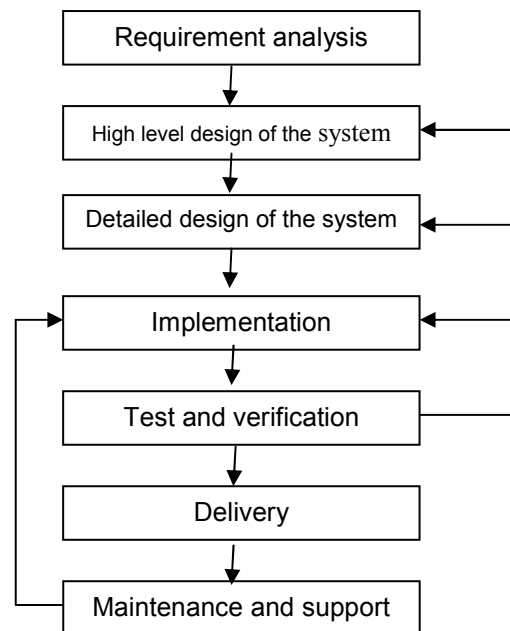 Requirement analysis
High level design of the system
Detailed design of the system
Implementation
Test and verification
Delivery
Maintenance and support